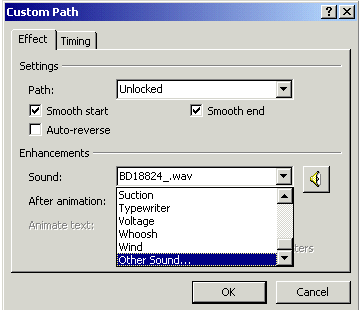 Custom Path
Effect
Timing
Settings
Path:
Unlocked
Smooth start
Smooth end
Auto-reverse
Enhancements
Sound:
BD18824_.wav
After animation:
Suction
Typewriter
Voltage
Whoosh
Wind
Other Sound...
Animate text:
OK
Cancel